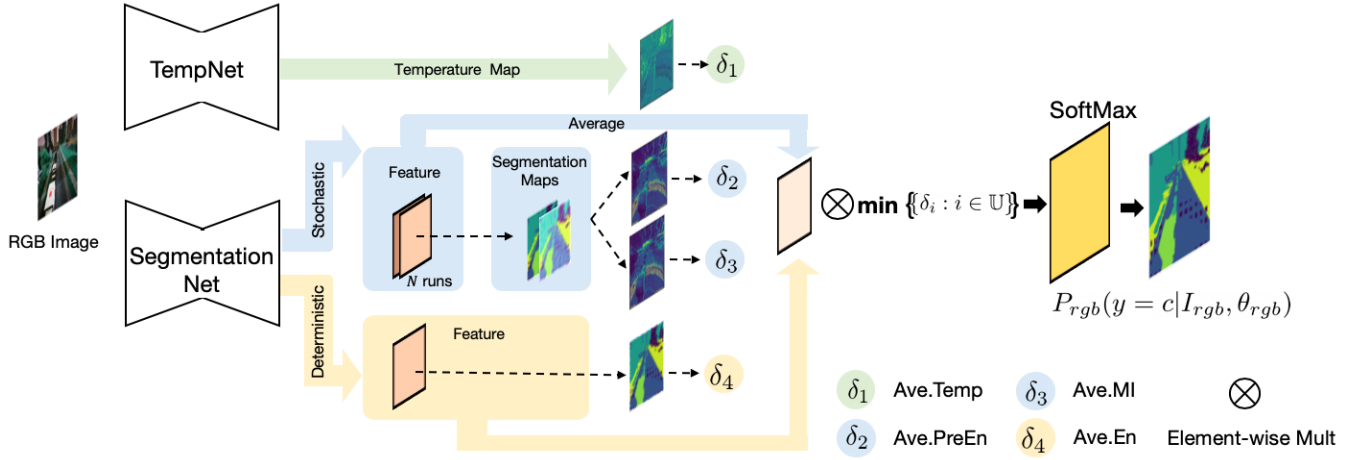 TempNet
Temperature Map
δ1
RGB Image
Segmentation
Net
Stochastic
Deterministic
Average
Feature
N runs
Segmentation
Maps
δ2
δ3
Feature
δ4
⊗ min {{δi : i ∈ 𝕌}}
SoftMax
Prgb(y = c|Irgb, θrgb)
δ1 Ave.Temp
δ3 Ave.MI
⊗
δ2 Ave.PreEn
δ4 Ave.En
Element-wise Mult